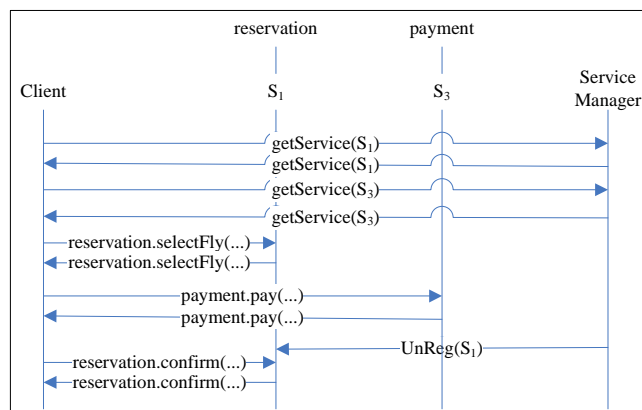 reservation payment
Client S₁ S₃ Service
Manager
getService(S₁)
getService(S₁)
getService(S₃)
getService(S₃)
reservation.selectFly(...)
reservation.selectFly(...)
payment.pay(...)
payment.pay(...)
UnReg(S₁)
reservation.confirm(...)
reservation.confirm(...)